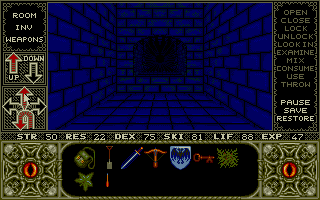 ROOM
INV
WEAPONS
UP
DOWN
OPEN
CLOSE
LOCK
UNLOCK
LOOK IN
EXAMINE
MIX
CONSUME
USE
THROW
PAUSE
SAVE
RESTORE
STR 50 RES 22 DEX 75 SKI 81 LIF 88 EXP 47